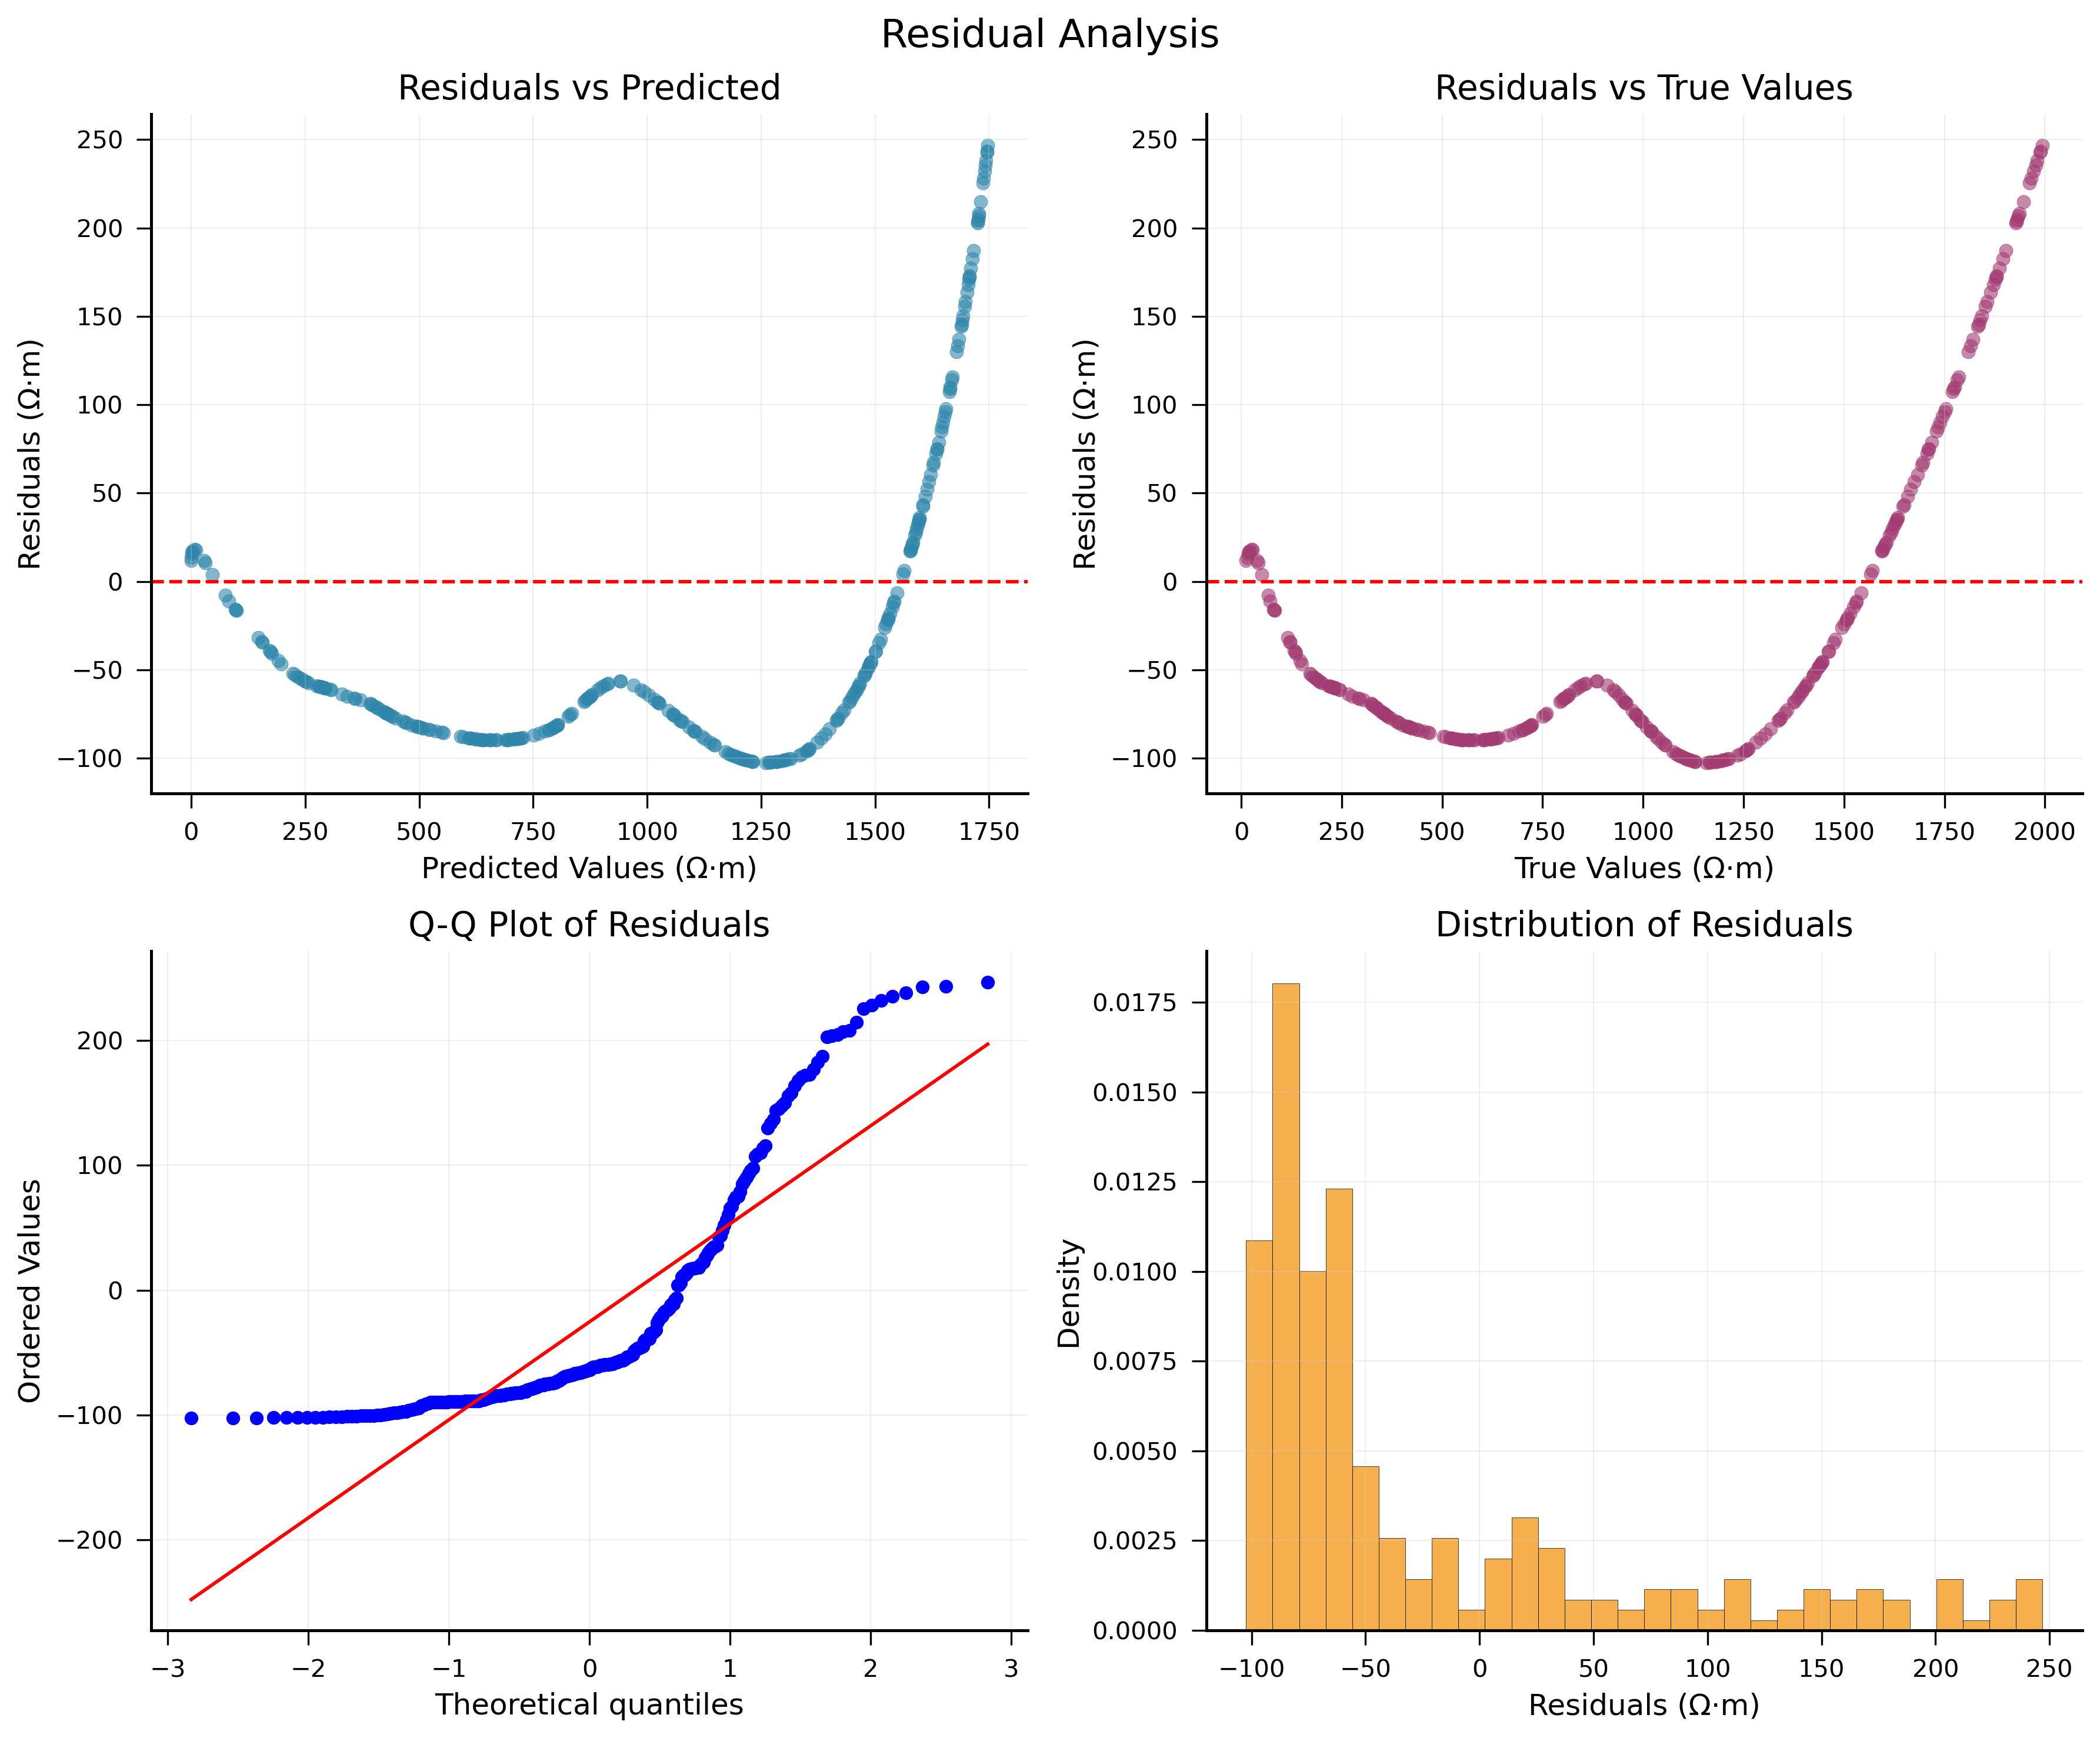 Residual Analysis
Residuals vs Predicted
250
200
150
100
50
0
−50
−100
Residuals (Ω·m)
0 250 500 750 1000 1250 1500 1750
Predicted Values (Ω·m)
Residuals vs True Values
250
200
150
100
50
0
−50
−100
Residuals (Ω·m)
0 250 500 750 1000 1250 1500 1750 2000
True Values (Ω·m)
Q-Q Plot of Residuals
200
100
0
−100
−200
Ordered Values
−3 −2 −1 0 1 2 3
Theoretical quantiles
Distribution of Residuals
0.0175
0.0150
0.0125
0.0100
0.0075
0.0050
0.0025
0.0000
Density
−100 −50 0 50 100 150 200 250
Residuals (Ω·m)